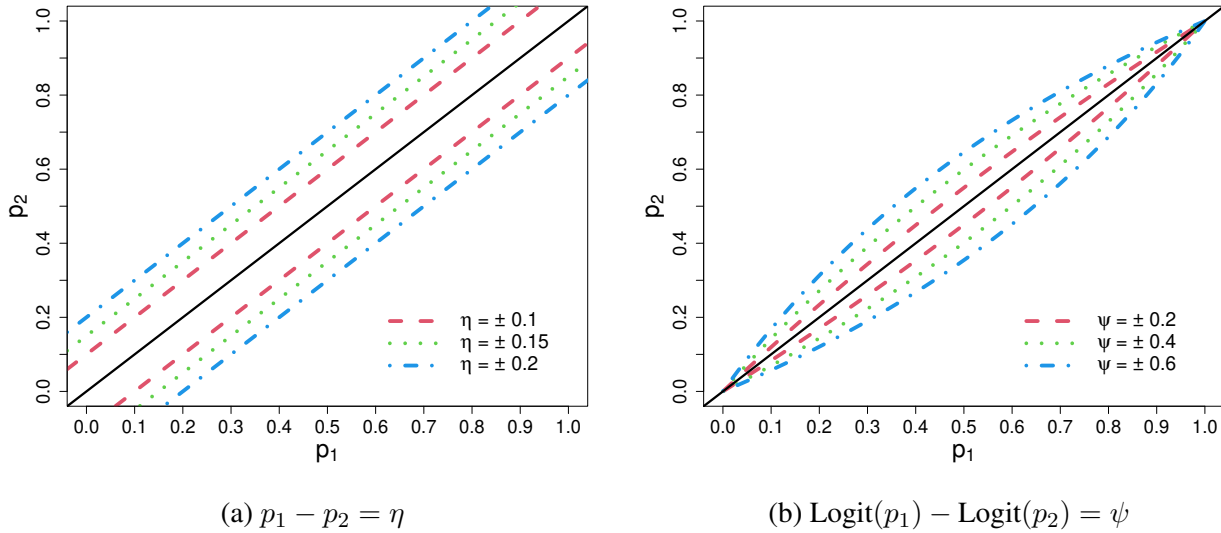 p₂
0.0 0.2 0.4 0.6 0.8 1.0
0.0 0.1 0.2 0.3 0.4 0.5 0.6 0.7 0.8 0.9 1.0
p₁
η = ± 0.1
η = ± 0.15
η = ± 0.2
(a) p₁ − p₂ = η
p₂
0.0 0.2 0.4 0.6 0.8 1.0
0.0 0.1 0.2 0.3 0.4 0.5 0.6 0.7 0.8 0.9 1.0
p₁
ψ = ± 0.2
ψ = ± 0.4
ψ = ± 0.6
(b) Logit(p₁) − Logit(p₂) = ψ